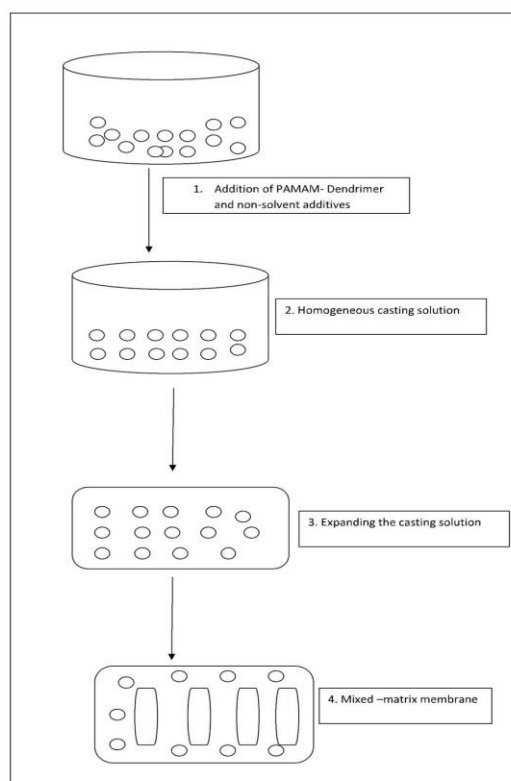 1. Addition of PAMAM- Dendrimer
and non-solvent additives
2. Homogeneous casting solution
3. Expanding the casting solution
4. Mixed –matrix membrane